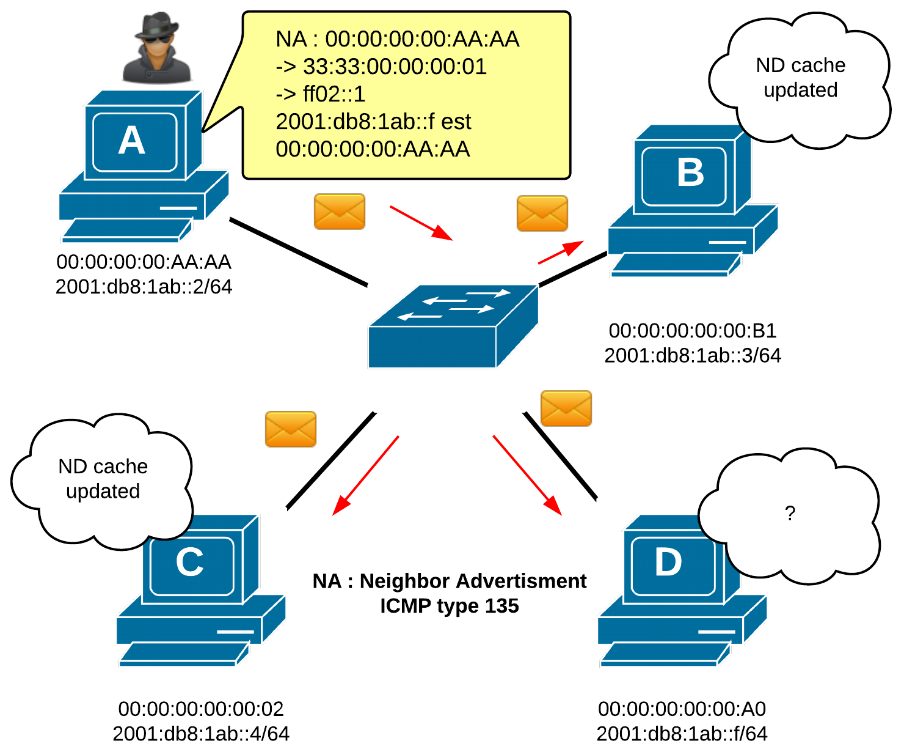 NA : 00:00:00:00:AA:AA
-> 33:33:00:00:00:01
-> ff02::1
2001:db8:1ab::f est
00:00:00:00:AA:AA
ND cache
updated
A
B
00:00:00:00:AA:AA
2001:db8:1ab::2/64
00:00:00:00:00:B1
2001:db8:1ab::3/64
ND cache
updated
?
C
D
NA : Neighbor Advertisment
ICMP type 135
00:00:00:00:00:02
2001:db8:1ab::4/64
00:00:00:00:00:A0
2001:db8:1ab::f/64